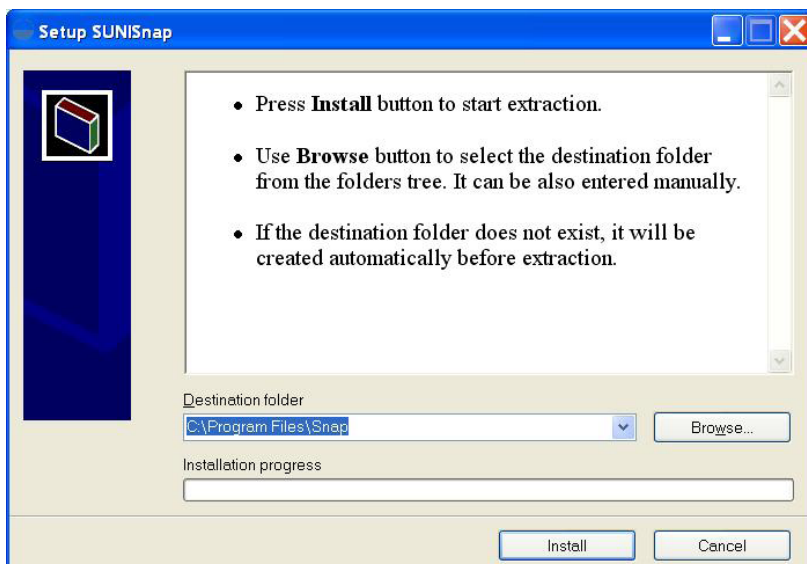 Setup SUNISnap
• Press Install button to start extraction.
• Use Browse button to select the destination folder
from the folders tree. It can be also entered manually.
• If the destination folder does not exist, it will be
created automatically before extraction.
Destination folder
C:\Program Files\Snap
Browse...
Installation progress
Install
Cancel